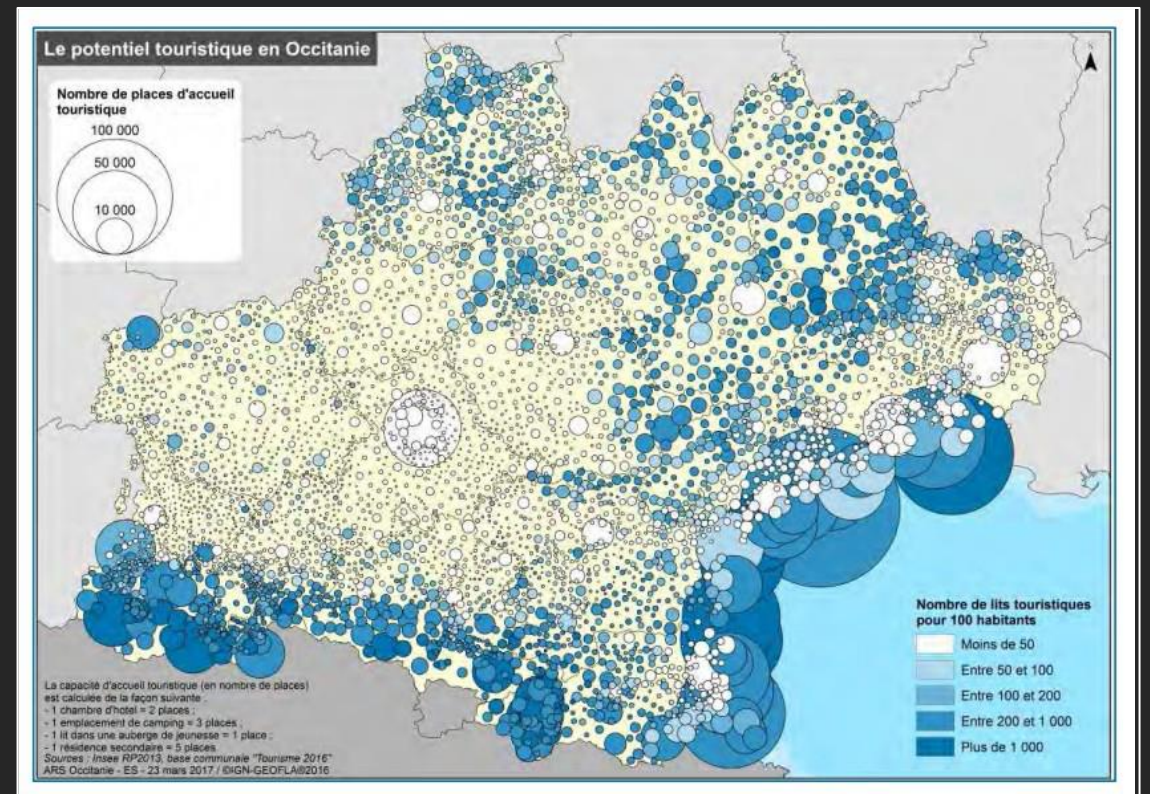 Le potentiel touristique en Occitanie
Nombre de places d'accueil
touristique
100 000
50 000
10 000
N
Nombre de lits touristiques
pour 100 habitants
Moins de 50
Entre 50 et 100
Entre 100 et 200
Entre 200 et 1 000
Plus de 1 000
La capacité d'accueil touristique (en nombre de places)
est calculée de la façon suivante :
- 1 chambre d'hotel = 2 places ;
- 1 emplacement de camping = 3 places ;
- 1 lit dans une auberge de jeunesse = 1 place ;
- 1 résidence secondaire = 5 places
Sources : Insee RP2013, base communale "Tourisme 2016"
ARS Occitanie - ES - 23 mars 2017 / ©IGN-GEOFLA®2016